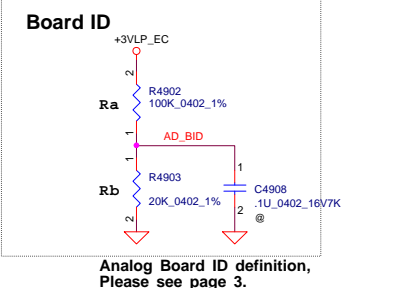 Board ID
+3VLP_EC
2
R4902
Ra
100K_0402_1%
1
AD_BID
1
1
R4903
C4908
Rb
20K_0402_1%
.1U_0402_16V7K
2
2
@
Analog Board ID definition,
Please see page 3.